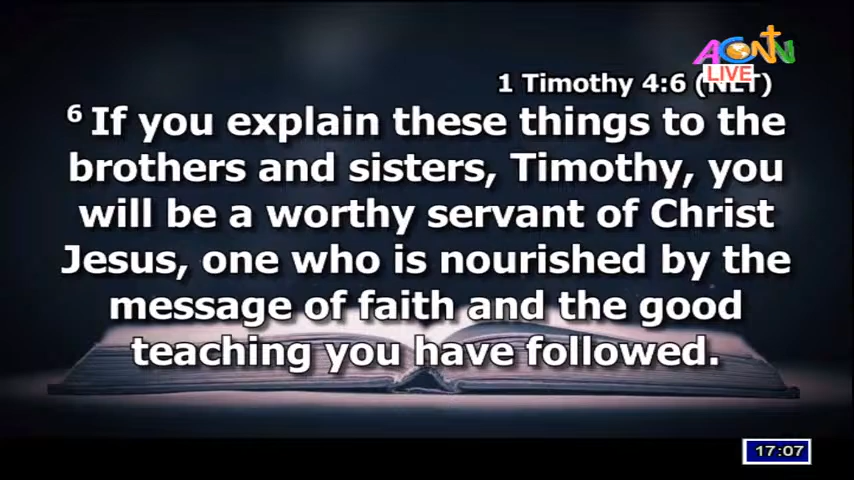 AGNN
LIVE
1 Timothy 4:6 (NLT)
6 If you explain these things to the
brothers and sisters, Timothy, you
will be a worthy servant of Christ
Jesus, one who is nourished by the
message of faith and the good
teaching you have followed.
17:07